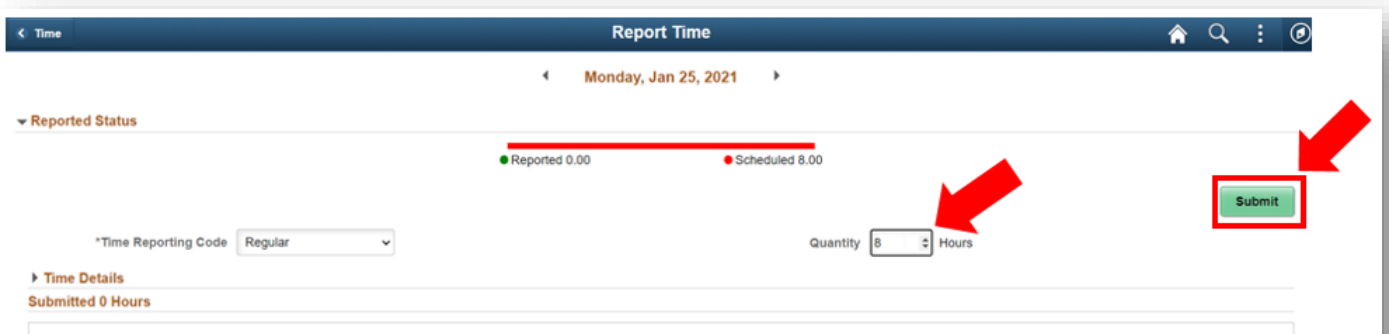 Time Report Time
Monday, Jan 25, 2021
Reported Status
Reported 0.00 Scheduled 8.00
Submit
*Time Reporting Code Regular Quantity 8 Hours
Time Details
Submitted 0 Hours